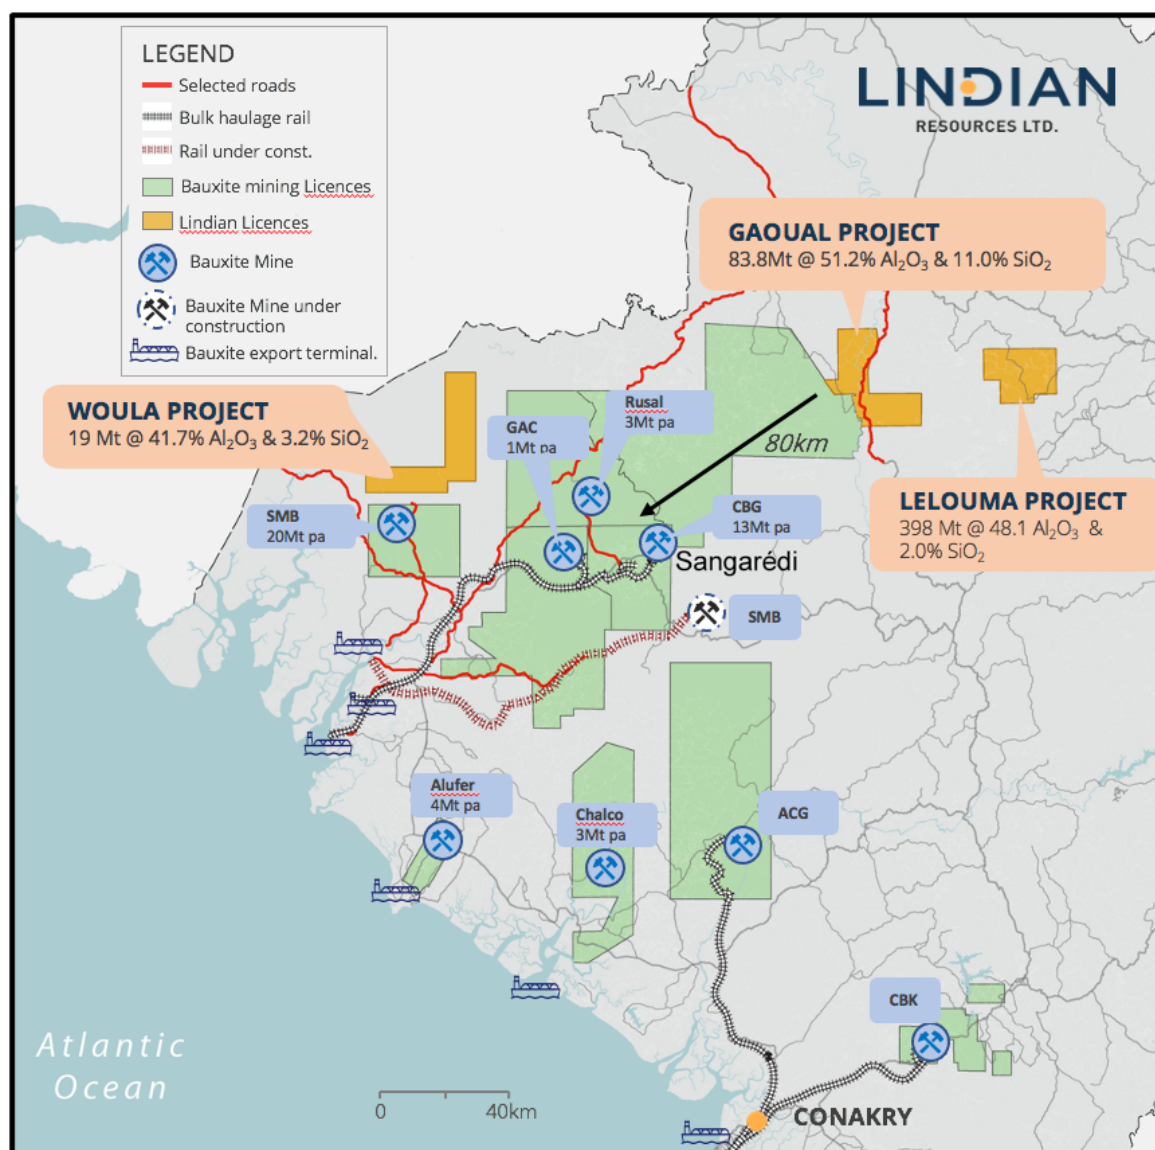 LEGEND
Selected roads
Bulk haulage rail
Rail under const.
Bauxite mining Licences
Lindian Licences
Bauxite Mine
Bauxite Mine under
construction
Bauxite export terminal.
LINDIAN
RESOURCES LTD.
GAOUAL PROJECT
83.8Mt @ 51.2% Al₂O₃ & 11.0% SiO₂
WOULA PROJECT
19 Mt @ 41.7% Al₂O₃ & 3.2% SiO₂
LELOUMA PROJECT
398 Mt @ 48.1 Al₂O₃ &
2.0% SiO₂
Rusal
3Mt pa
GAC
1Mt pa
80km
SMB
20Mt pa
CBG
13Mt pa
Sangarédi
SMB
Alufer
4Mt pa
Chalco
3Mt pa
ACG
CBK
Atlantic
Ocean
0 40km
CONAKRY